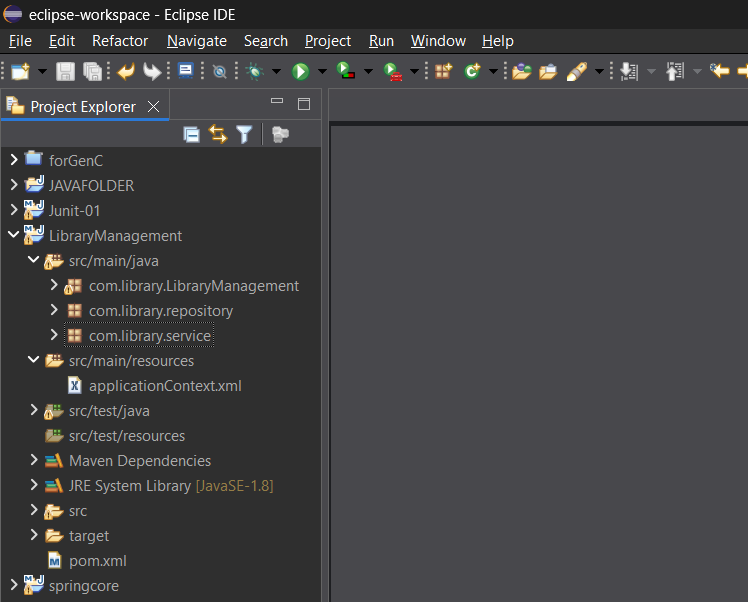 eclipse-workspace - Eclipse IDE
File Edit Refactor Navigate Search Project Run Window Help
Project Explorer
forGenC
JAVAFOLDER
Junit-01
LibraryManagement
src/main/java
com.library.LibraryManagement
com.library.repository
com.library.service
src/main/resources
applicationContext.xml
src/test/java
src/test/resources
Maven Dependencies
JRE System Library [JavaSE-1.8]
src
target
pom.xml
springcore